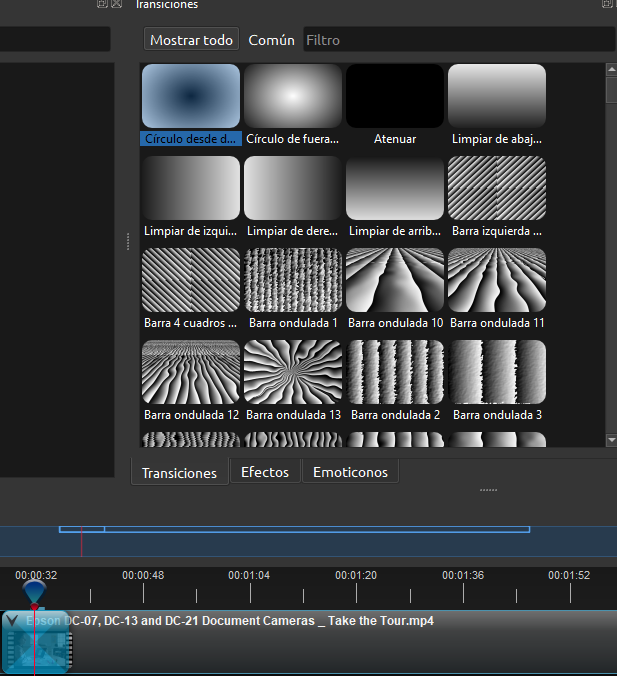 Transiciones
Mostrar todo Común Filtro
Círculo desde d... Círculo de fuera... Atenuar Limpiar de abaj...
Limpiar de izqui... Limpiar de dere... Limpiar de arrib... Barra izquierda ...
Barra 4 cuadros ... Barra ondulada 1 Barra ondulada 10 Barra ondulada 11
Barra ondulada 12 Barra ondulada 13 Barra ondulada 2 Barra ondulada 3
Transiciones Efectos Emoticonos
00:00:32 00:00:48 00:01:04 00:01:20 00:01:36 00:01:52
Epson DC-07, DC-13 and DC-21 Document Cameras _ Take the Tour.mp4